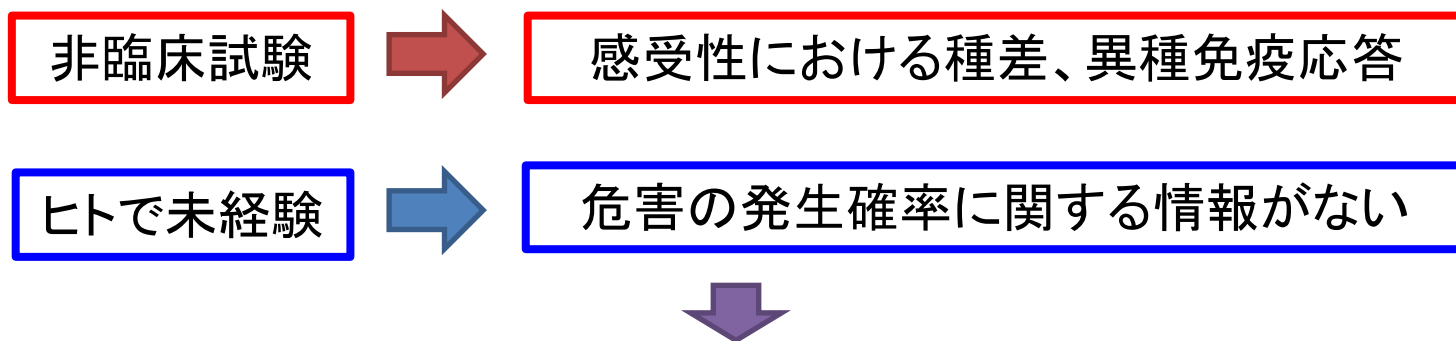 非臨床試験
感受性における種差、異種免疫応答
ヒトで未経験
危害の発生確率に関する情報がない